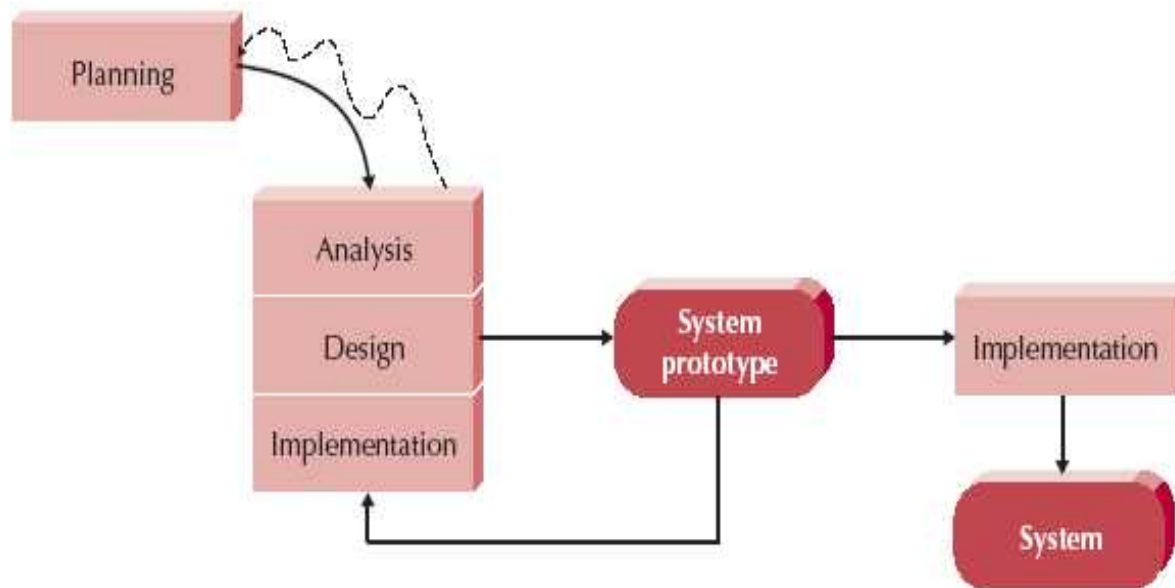 Planning
Analysis
Design
Implementation
System
prototype
Implementation
System